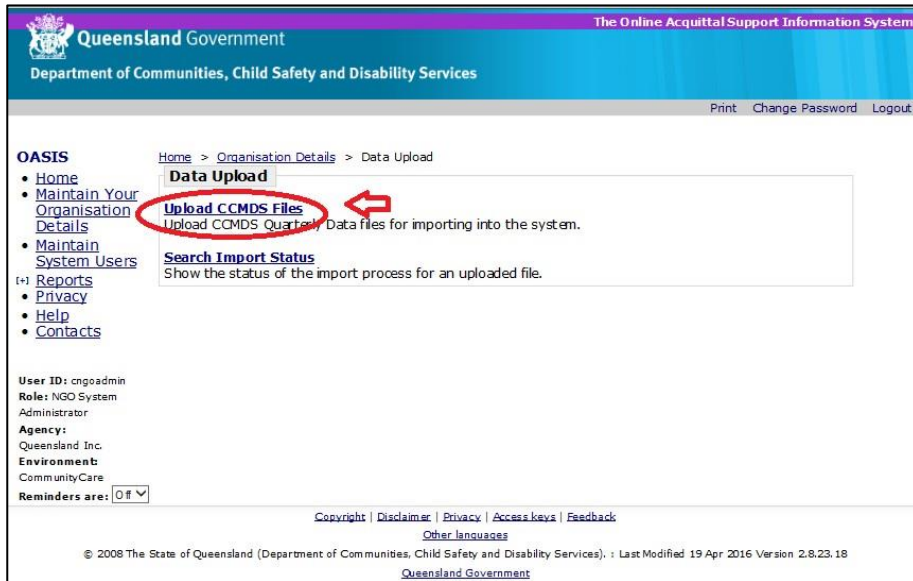 The Online Acquittal Support Information System
Queensland Government
Department of Communities, Child Safety and Disability Services
Print Change Password Logout
OASIS
• Home
• Maintain Your
Organisation
Details
• Maintain
System Users
[+] Reports
• Privacy
• Help
• Contacts
User ID: cngoadmin
Role: NGO System
Administrator
Agency:
Queensland Inc.
Environment:
CommunityCare
Reminders are: Off
Home > Organisation Details > Data Upload
Data Upload
Upload CCMDS Files
Upload CCMDS Quarterly Data files for importing into the system.
Search Import Status
Show the status of the import process for an uploaded file.
Copyright | Disclaimer | Privacy | Access keys | Feedback
Other languages
© 2008 The State of Queensland (Department of Communities, Child Safety and Disability Services). : Last Modified 19 Apr 2016 Version 2.8.23.18
Queensland Government